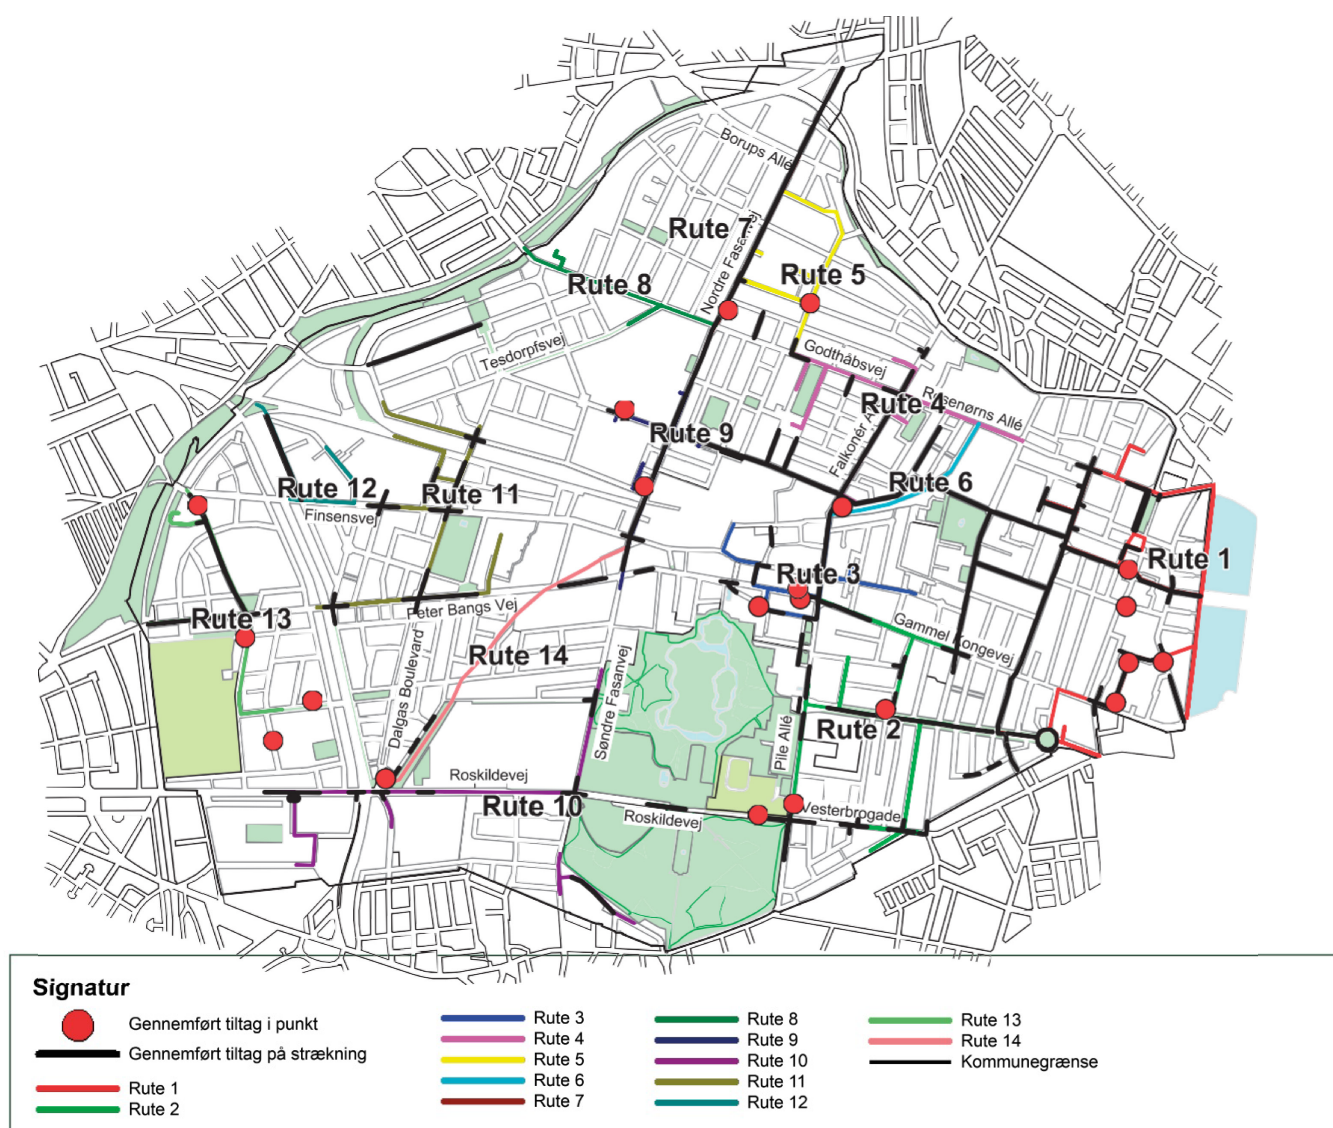 Borups Allé
Rute 7
Nordre Fasanvej
Rute 5
Rute 8
Tesdorpfsvej
Godthåbsvej
Rosenørns Allé
Rute 4
Falkoner A
Rute 9
Rute 6
Rute 12
Rute 11
Finsensvej
Rute 1
Rute 3
Peter Bangs Vej
Rute 13
Gammel Kongevej
Rute 14
Dalgas Boulevard
Søndre Fasanvej
Pile Allé
Rute 2
Roskildevej
Rute 10
Roskildevej
Vesterbrogade
Signatur
Gennemført tiltag i punkt
Gennemført tiltag på strækning
Rute 1
Rute 2
Rute 3
Rute 4
Rute 5
Rute 6
Rute 7
Rute 8
Rute 9
Rute 10
Rute 11
Rute 12
Rute 13
Rute 14
Kommunegrænse